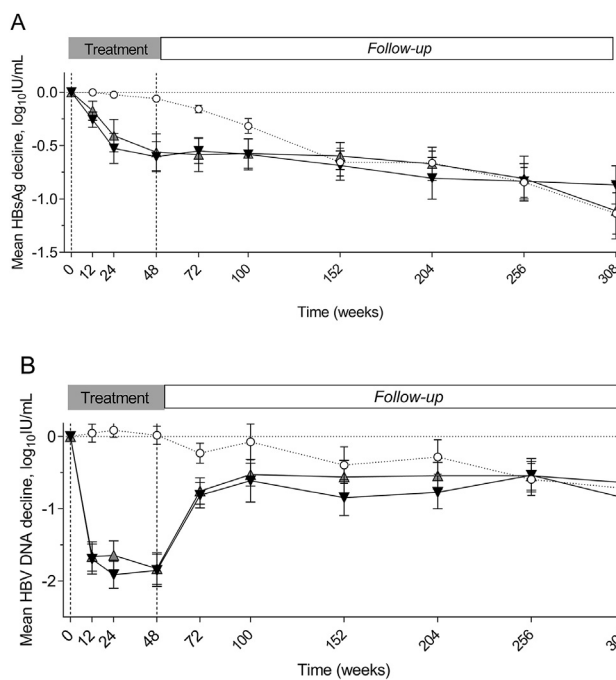 A
Treatment
Follow-up
Mean HBsAg decline, log₁₀IU/mL
0.0
-0.5
-1.0
-1.5
0
12
24
48
72
100
152
204
256
308
Time (weeks)
B
Treatment
Follow-up
Mean HBV DNA decline, log₁₀IU/mL
0
-1
-2
0
12
24
48
72
100
152
204
256
Time (weeks)